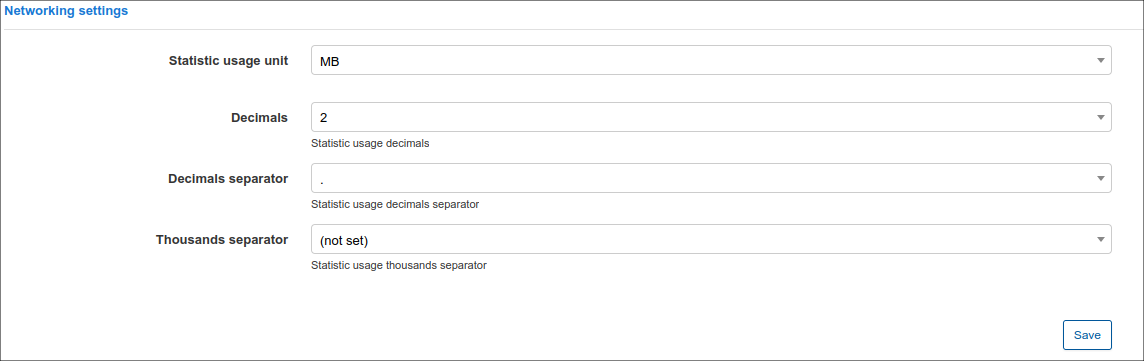 Networking settings
Statistic usage unit
MB
Decimals
2
Statistic usage decimals
Decimals separator
.
Statistic usage decimals separator
Thousands separator
(not set)
Statistic usage thousands separator
Save